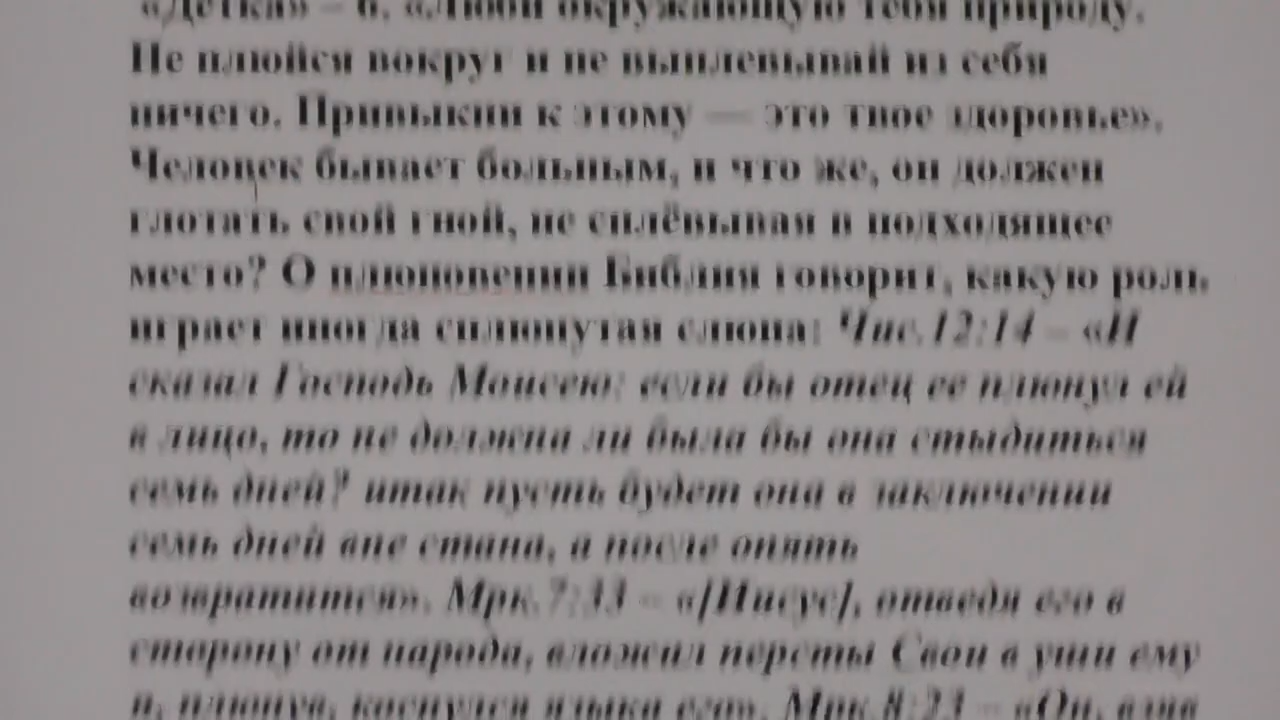 «Детка» – 6. «Люби окружающую тебя природу.
Не плюйся вокруг и не выплевывай из себя
ничего. Привыкни к этому — это твое здоровье».
Человек бывает больным, и что же, он должен
глотать свой гной, не сплёвывая в подходящее
место? О плюновении Библия говорит, какую роль
играет иногда сплюнутая слюна: Чис.12:14 – «И
сказал Господь Моисею: если бы отец ее плюнул ей
в лицо, то не должна ли была бы она стыдиться
семь дней? итак пусть будет она в заключении
семь дней вне стана, а после опять
возвратится». Мрк.7:33 – «[Иисус], отведя его в
сторону от народа, вложил персты Свои в уши ему
и, плюнув, коснулся языка его». Мрк.8:23 – «Он, взяв